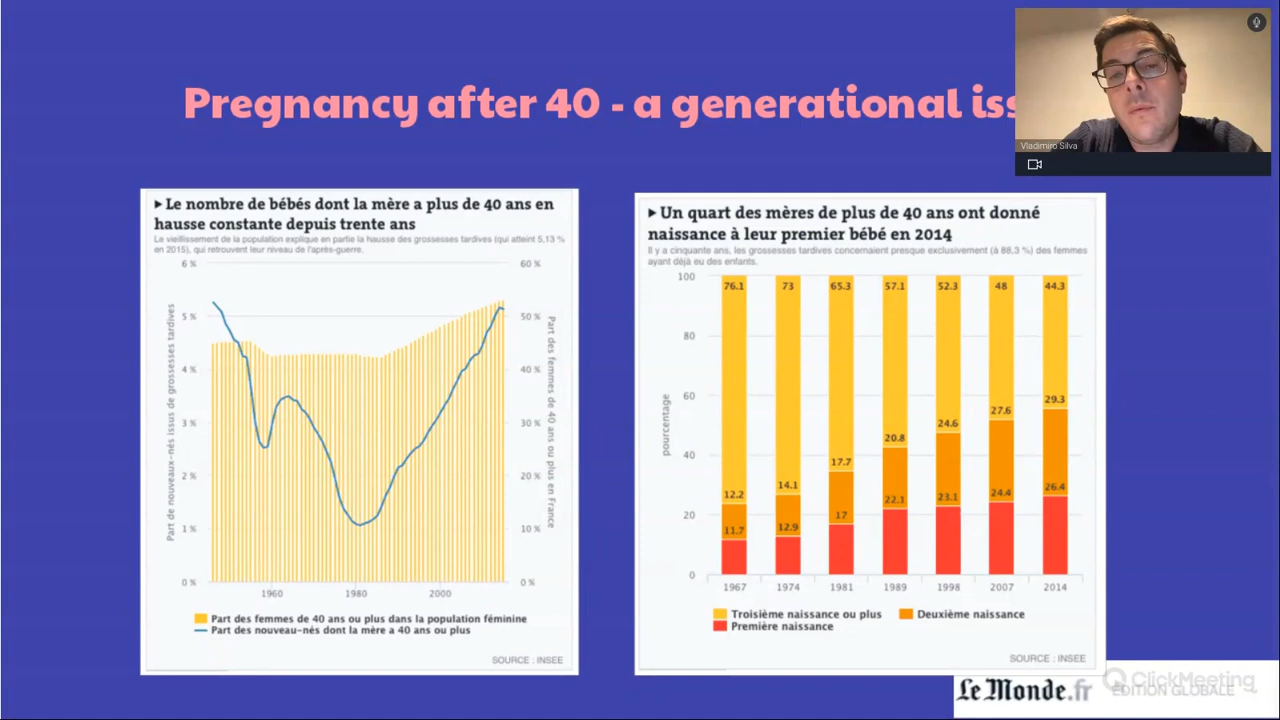 Pregnancy after 40 - a generational iss
Vladimiro Silva
▸Le nombre de bébés dont la mère a plus de 40 ans en
hausse constante depuis trente ans
Le vieillissement de la population explique en partie la hausse des grossesses tardives (qui atteint 5,13 %
en 2015), qui retrouvent leur niveau de l'après-guerre.
6 %
60 %
5 %
50 %
4 %
40 %
3 %
30 %
2 %
20 %
1 %
10 %
0 %
0 %
Part de nouveaux-nés issus de grossesses tardives
Part des femmes de 40 ans ou plus en France
1960
1980
2000
Part des femmes de 40 ans ou plus dans la population féminine
Part des nouveau-nés dont la mère a 40 ans ou plus
SOURCE : INSEE
▸Un quart des mères de plus de 40 ans ont donné
naissance à leur premier bébé en 2014
Il y a cinquante ans, les grossesses tardives concernaient presque exclusivement (à 88,3 %) des femmes
ayant déjà eu des enfants.
pourcentage
100
80
60
40
20
0
76.1 73 65.3 57.1 52.3 48 44.3
12.2 14.1 17.7 20.8 24.6 27.6 29.3
11.7 12.9 17 22.1 23.1 24.4 26.4
1967 1974 1981 1989 1998 2007 2014
Troisième naissance ou plus Deuxième naissance
Première naissance
SOURCE : INSEE
Le Monde.fr
ClickMeeting
ÉDITION GLOBALE